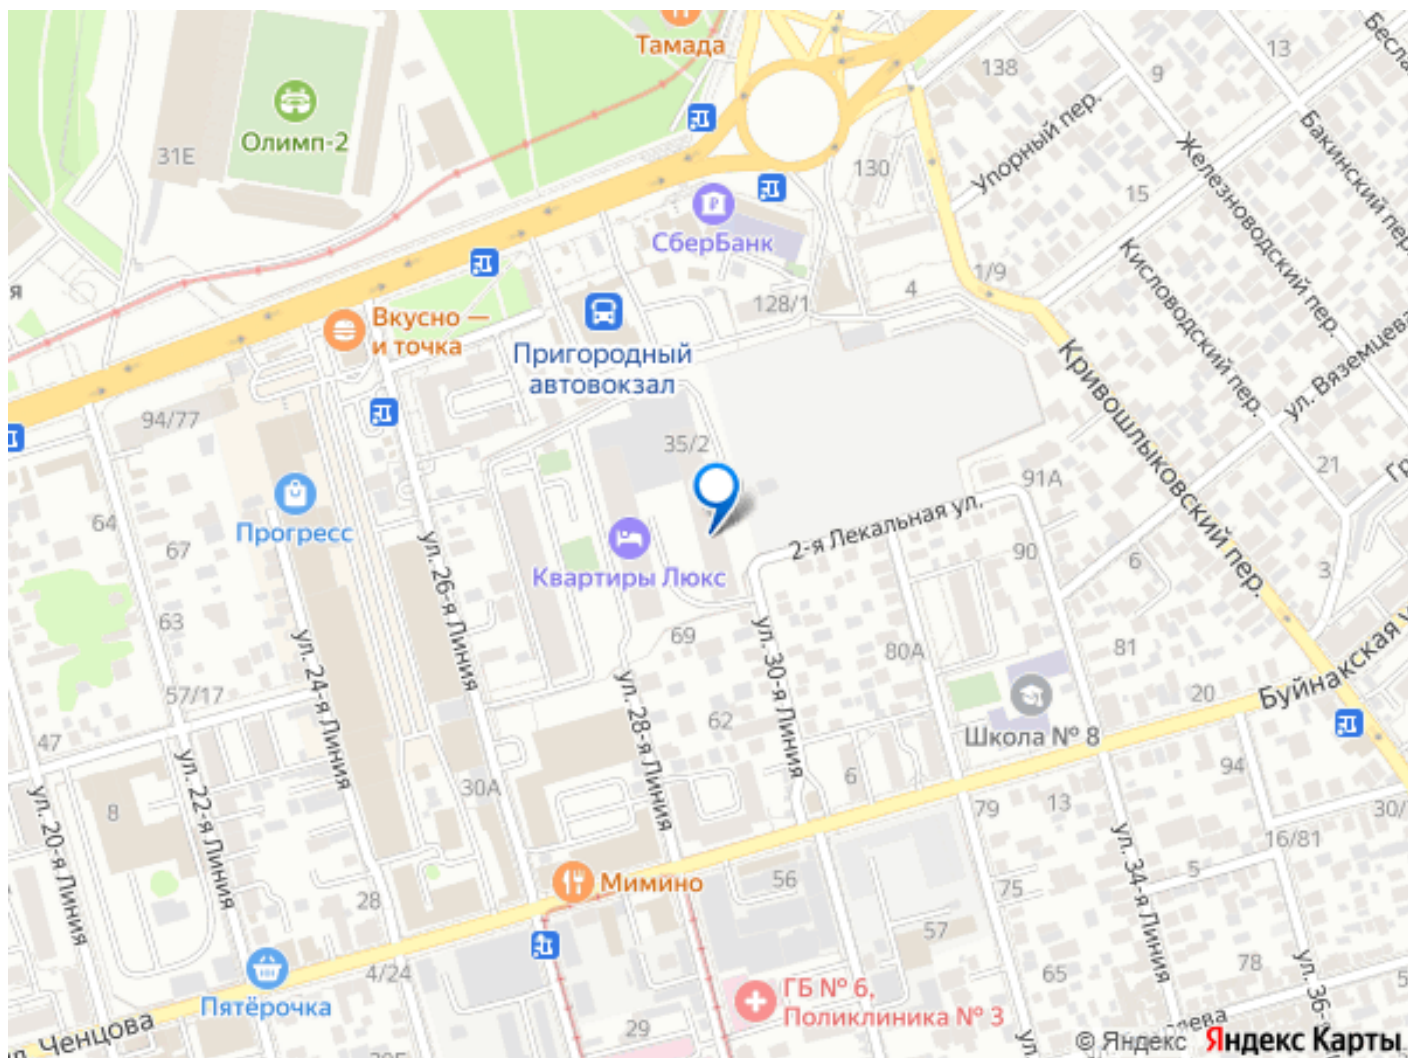 Тамада
138
9
13
Бакинский пер.
Железноводский пер.
Упорный пер.
Олимп-2
31Е
130
15
СберБанк
Кисловодский пер.
1/9
4
128/1
Вкусно —
и точка
Пригородный
автовокзал
я
ул. Вяземцева
Кривошлыковский пер.
94/77
35/2
21
91А
Прогресс
64
67
2-я Лекальная ул.
90
6
3
Квартиры Люкс
ул. 26-я Линия
63
69
80А
81
ул. 24-я Линия
ул. 30-я Линия
57/17
ул. 28-я Линия
62
20
Буйнакская у
Школа № 8
47
ул. 22-я Линия
30А
6
94
8
ул. 20-я Линия
79
13
30/
16/81
ул. 34-я Линия
5
Мимино
56
75
28
57
4/24
Пятёрочка
65
78
ул. 36-
ГБ № 6,
Поликлиника № 3
29
Ченцова
ул
© Яндекс Яндекс Карты